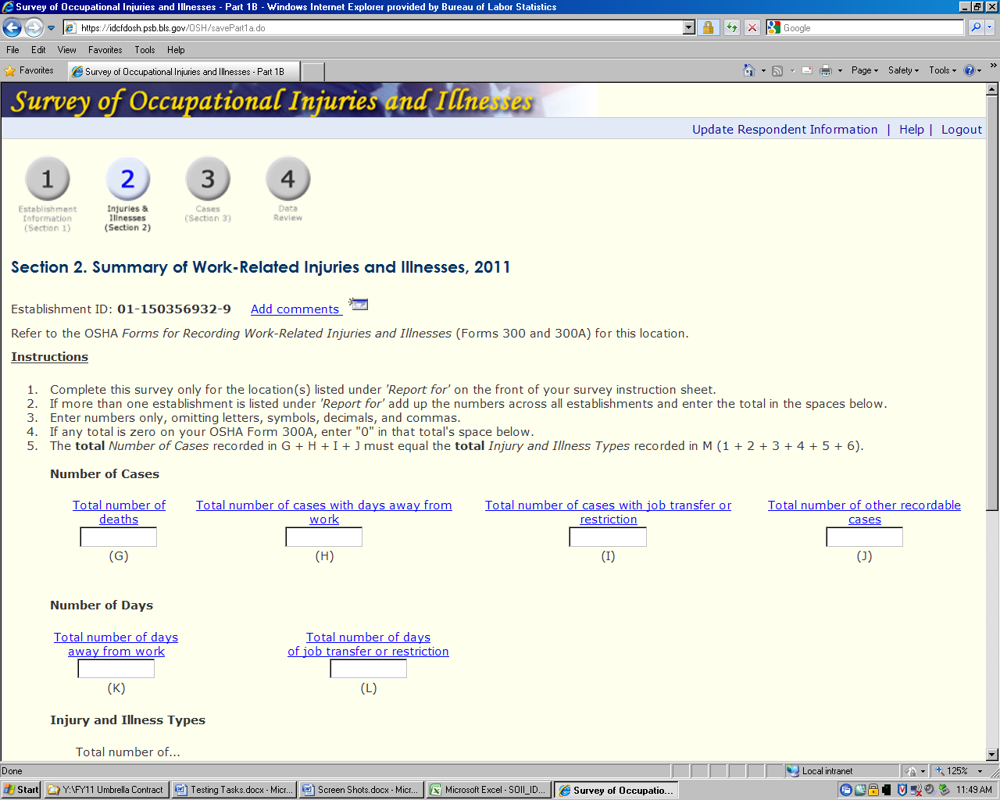 Survey of Occupational Injuries and Illnesses - Part 1B - Windows Internet Explorer provided by Bureau of Labor Statistics
https://idcfdosh.psb.bls.gov/OSH/savePart1a.do
Google
File Edit View Favorites Tools Help
Favorites Survey of Occupational Injuries and Illnesses - Part 1B Page Safety Tools
Survey of Occupational Injuries and Illnesses
Update Respondent Information | Help | Logout
1 2 3 4
Establishment Information (Section 1)
Injuries & Illnesses (Section 2)
Cases (Section 3)
Data Review
Section 2. Summary of Work-Related Injuries and Illnesses, 2011
Establishment ID: 01-150356932-9 Add comments
Refer to the OSHA Forms for Recording Work-Related Injuries and Illnesses (Forms 300 and 300A) for this location.
Instructions
1. Complete this survey only for the location(s) listed under 'Report for' on the front of your survey instruction sheet.
2. If more than one establishment is listed under 'Report for' add up the numbers across all establishments and enter the total in the spaces below.
3. Enter numbers only, omitting letters, symbols, decimals, and commas.
4. If any total is zero on your OSHA Form 300A, enter "0" in that total's space below.
5. The total Number of Cases recorded in G + H + I + J must equal the total Injury and Illness Types recorded in M (1 + 2 + 3 + 4 + 5 + 6).
Number of Cases
Total number of deaths
(G)
Total number of cases with days away from work
(H)
Total number of cases with job transfer or restriction
(I)
Total number of other recordable cases
(J)
Number of Days
Total number of days away from work
(K)
Total number of days of job transfer or restriction
(L)
Injury and Illness Types
Total number of...
Done Local intranet 125%
Start Y:\FY11 Umbrella Contract Testing Tasks.docx - Micr... Screen Shots.docx - Micr... Microsoft Excel - SOII_ID... Survey of Occupatio... 11:49 AM